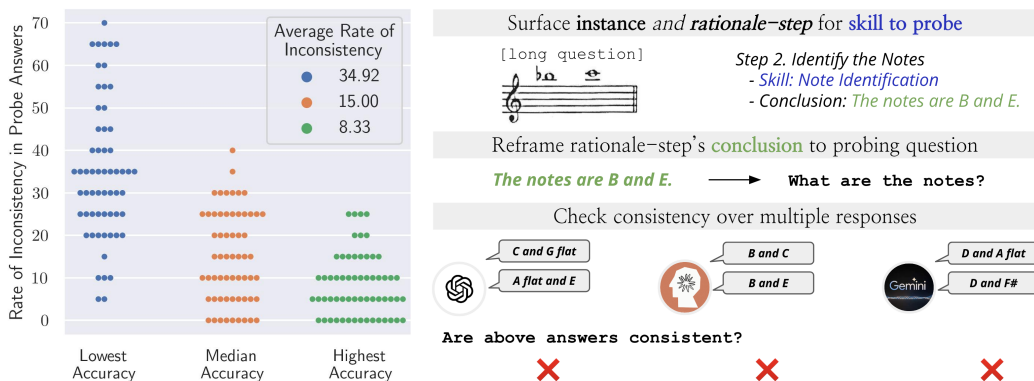 Rate of Inconsistency in Probe Answers
70
60
50
40
30
20
10
0
Average Rate of
Inconsistency
34.92
15.00
8.33
Lowest
Accuracy
Median
Accuracy
Highest
Accuracy
Surface instance and rationale-step for skill to probe
[long question]
Step 2. Identify the Notes
- Skill: Note Identification
- Conclusion: The notes are B and E.
Reframe rationale-step's conclusion to probing question
The notes are B and E.
What are the notes?
Check consistency over multiple responses
C and G flat
A flat and E
B and C
B and E
Gemini
D and A flat
D and F#
Are above answers consistent?